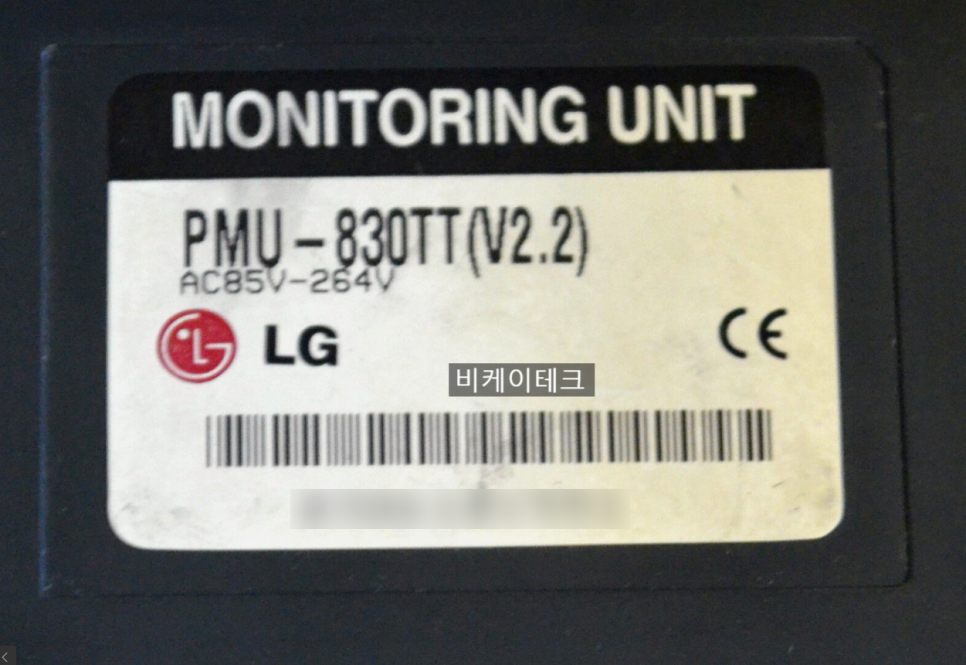 MONITORING UNIT
PMU-830TT(V2.2)
AC85V-264V
LG
CE
비케이테크